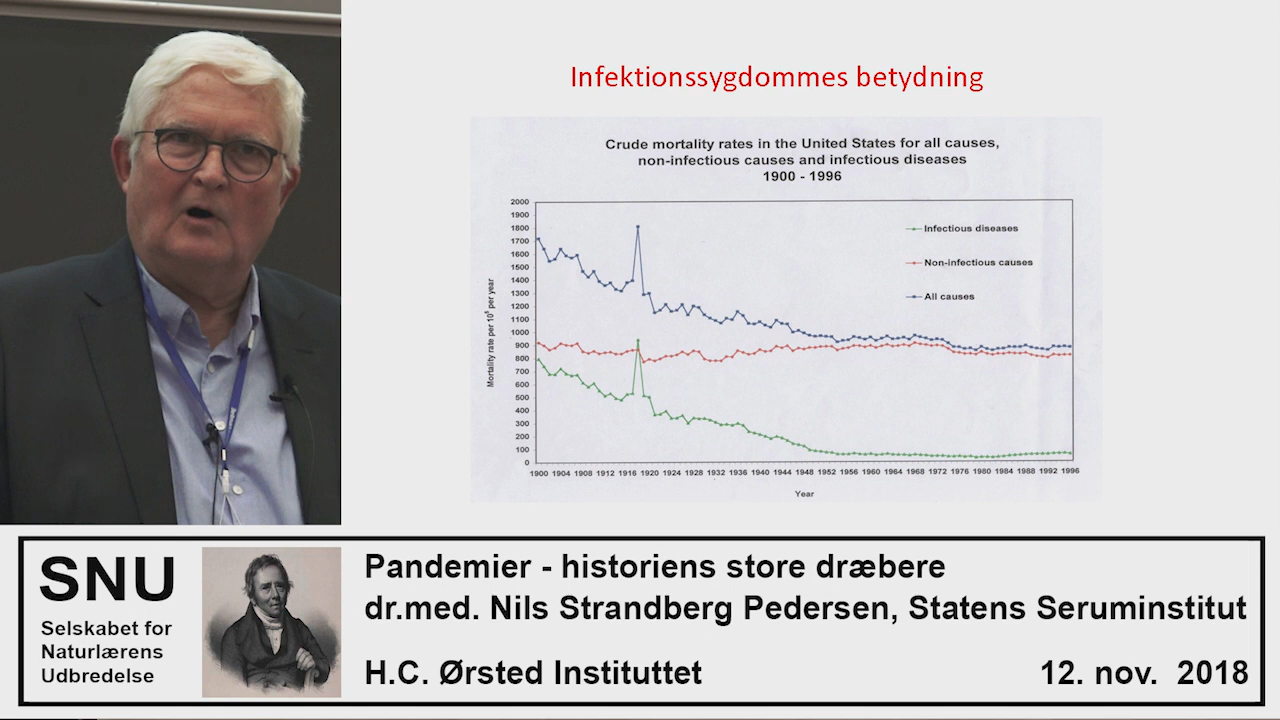 Infektionssygdommes betydning
Crude mortality rates in the United States for all causes,
non-infectious causes and infectious diseases
1900 - 1996
2000
1900
1800
1700
1600
1500
1400
1300
1200
1100
1000
900
800
700
600
500
400
300
200
100
0
Mortality rate per 10⁵ per year
Infectious diseases
Non-infectious causes
All causes
1900 1904 1908 1912 1916 1920 1924 1928 1932 1936 1940 1944 1948 1952 1956 1960 1964 1968 1972 1976 1980 1984 1988 1992 1996
Year
SNU
Selskabet for
Naturlærens
Udbredelse
Pandemier - historiens store dræbere
dr.med. Nils Strandberg Pedersen, Statens Seruminstitut
H.C. Ørsted Instituttet
12. nov. 2018